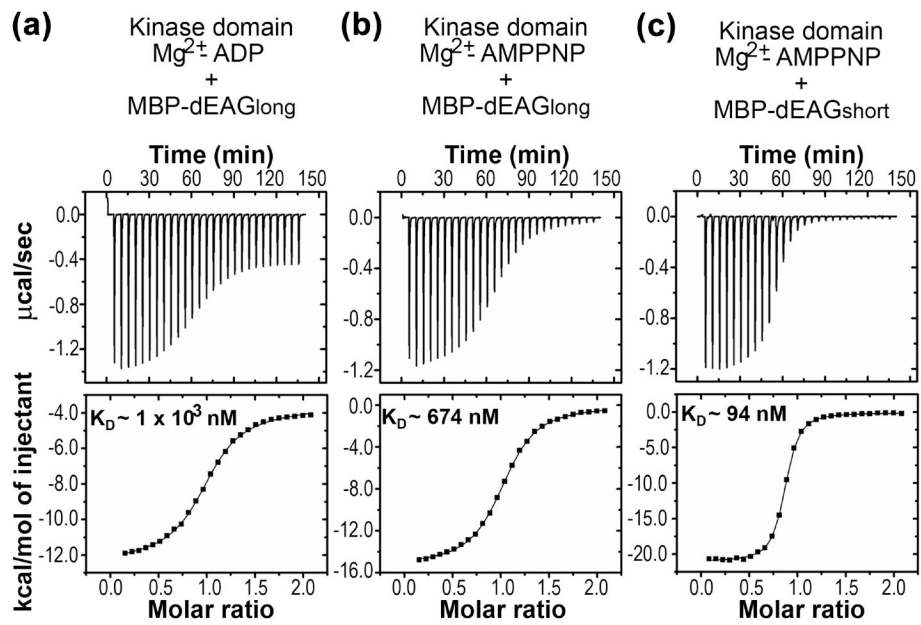 (a)
Kinase domain
Mg²⁺- ADP
+
MBP-dEAGlong
Time (min)
0 30 60 90 120 150
μcal/sec
0.0
-0.4
-0.8
-1.2
K_D ~ 1 x 10³ nM
kcal/mol of injectant
-4.0
-6.0
-8.0
-10.0
-12.0
0.0 0.5 1.0 1.5 2.0
Molar ratio
(b)
Kinase domain
Mg²⁺- AMPPNP
+
MBP-dEAGlong
Time (min)
0 30 60 90 120 150
0.0
-0.4
-0.8
-1.2
K_D ~ 674 nM
0.0
-4.0
-8.0
-12.0
-16.0
0.0 0.5 1.0 1.5 2.0
Molar ratio
(c)
Kinase domain
Mg²⁺- AMPPNP
+
MBP-dEAGshort
Time (min)
0 30 60 90 120 150
0.0
-0.4
-0.8
-1.2
K_D ~ 94 nM
0.0
-5.0
-10.0
-15.0
-20.0
0.0 0.5 1.0 1.5 2.0
Molar ratio